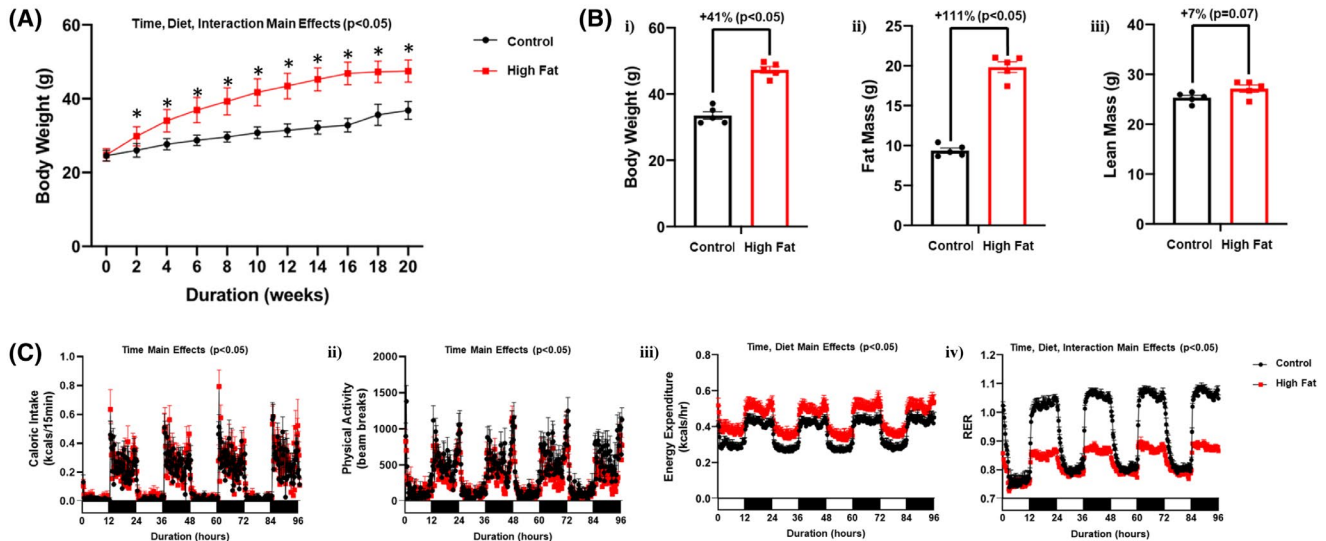 (A)
Time, Diet, Interaction Main Effects (p<0.05)
Body Weight (g)
60
40
20
0
* * * * * * * * * *
0 2 4 6 8 10 12 14 16 18 20
Duration (weeks)
Control
High Fat
(B)
i)
+41% (p<0.05)
Body Weight (g)
60
40
20
0
Control High Fat
ii)
+111% (p<0.05)
Fat Mass (g)
25
20
15
10
5
0
Control High Fat
iii)
+7% (p=0.07)
Lean Mass (g)
40
30
20
10
0
Control High Fat
(C)
Time Main Effects (p<0.05)
Caloric Intake
(kcals/15min)
1.0
0.8
0.6
0.4
0.2
0.0
0 12 24 36 48 60 72 84 96
Duration (hours)
ii)
Time Main Effects (p<0.05)
Physical Activity
(beam breaks)
2000
1500
1000
500
0
0 12 24 36 48 60 72 84 96
Duration (hours)
iii)
Time, Diet Main Effects (p<0.05)
Energy Expenditure
(kcals/hr)
0.8
0.6
0.4
0.2
0.0
0 12 24 36 48 60 72 84 96
Duration (hours)
iv)
Time, Diet, Interaction Main Effects (p<0.05)
RER
1.2
1.1
1.0
0.9
0.8
0.7
0 12 24 36 48 60 72 84 96
Duration (hours)
Control
High Fat